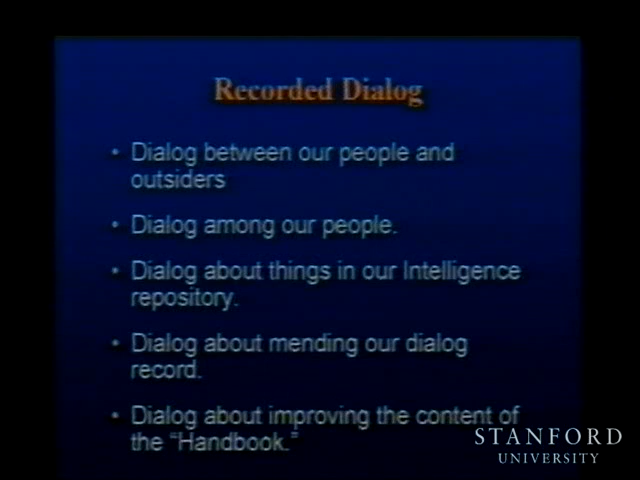 Recorded Dialog
• Dialog between our people and
outsiders
• Dialog among our people.
• Dialog about things in our Intelligence
repository.
• Dialog about mending our dialog
record.
• Dialog about improving the content of
the “Handbook.”
STANFORD
UNIVERSITY